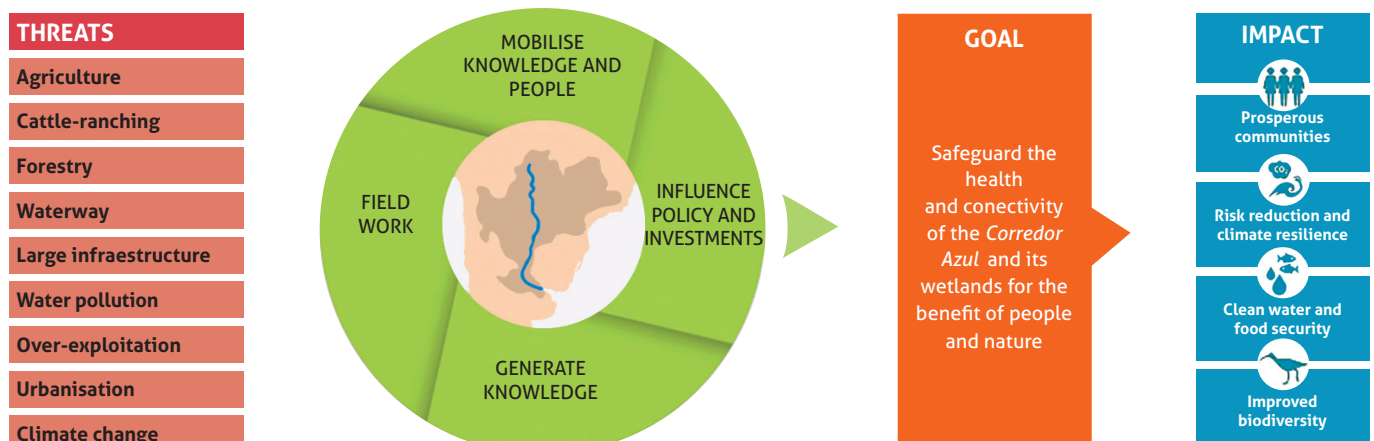 THREATS
Agriculture
Cattle-ranching
Forestry
Waterway
Large infraestructure
Water pollution
Over-exploitation
Urbanisation
Climate change
MOBILISE
KNOWLEDGE AND
PEOPLE
FIELD
WORK
INFLUENCE
POLICY AND
INVESTMENTS
GENERATE
KNOWLEDGE
GOAL
Safeguard the
health
and conectivity
of the Corredor
Azul and its
wetlands for the
benefit of people
and nature
IMPACT
Prosperous
communities
CO₂
Risk reduction and
climate resilience
Clean water and
food security
Improved
biodiversity